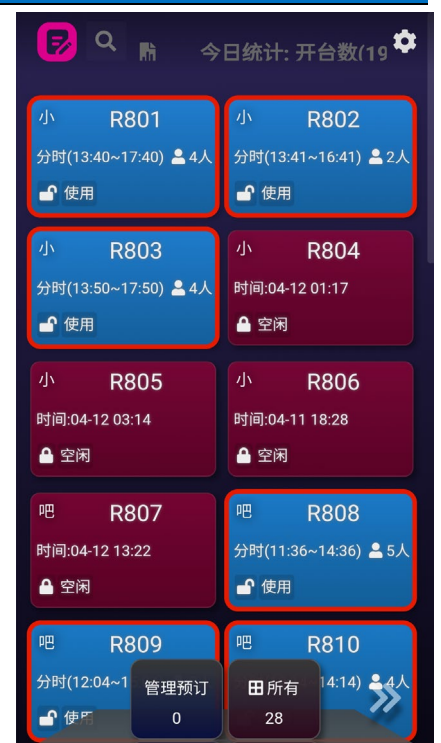 今日统计: 开台数(19
小 R801
分时(13:40~17:40) 4人
使用
小 R802
分时(13:41~16:41) 2人
使用
小 R803
分时(13:50~17:50) 4人
使用
小 R804
时间:04-12 01:17
空闲
小 R805
时间:04-12 03:14
空闲
小 R806
时间:04-11 18:28
空闲
吧 R807
时间:04-12 13:22
空闲
吧 R808
分时(11:36~14:36) 5人
使用
吧 R809
分时(12:04~1
使用
吧 R810
14:14) 4人
管理预订
0
所有
28